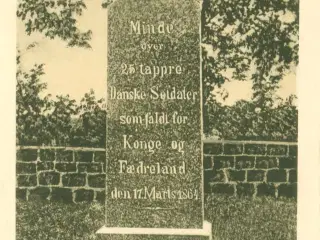 Minde
over
25 tappre
Danske Soldater
som faldt for
Konge og
Fædreland
den 17. Marts 1864